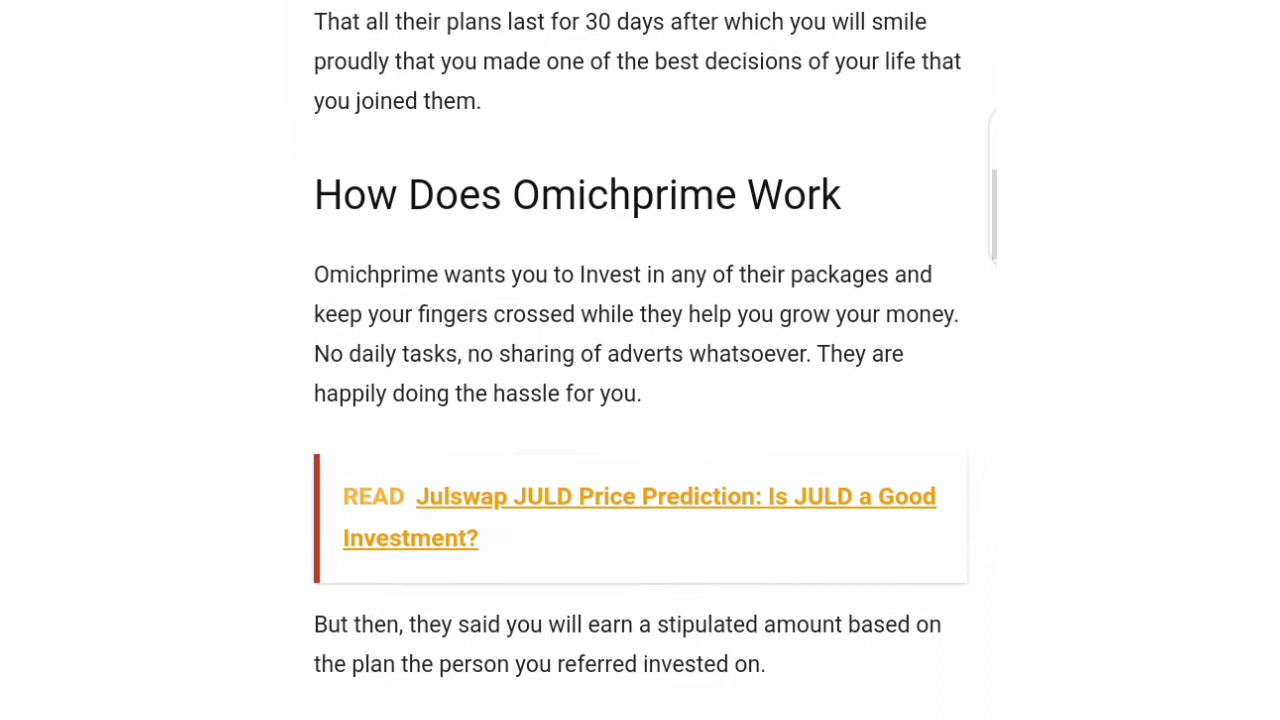 That all their plans last for 30 days after which you will smile
proudly that you made one of the best decisions of your life that
you joined them.
How Does Omichprime Work
Omichprime wants you to Invest in any of their packages and
keep your fingers crossed while they help you grow your money.
No daily tasks, no sharing of adverts whatsoever. They are
happily doing the hassle for you.
READ Julswap JULD Price Prediction: Is JULD a Good
Investment?
But then, they said you will earn a stipulated amount based on
the plan the person you referred invested on.